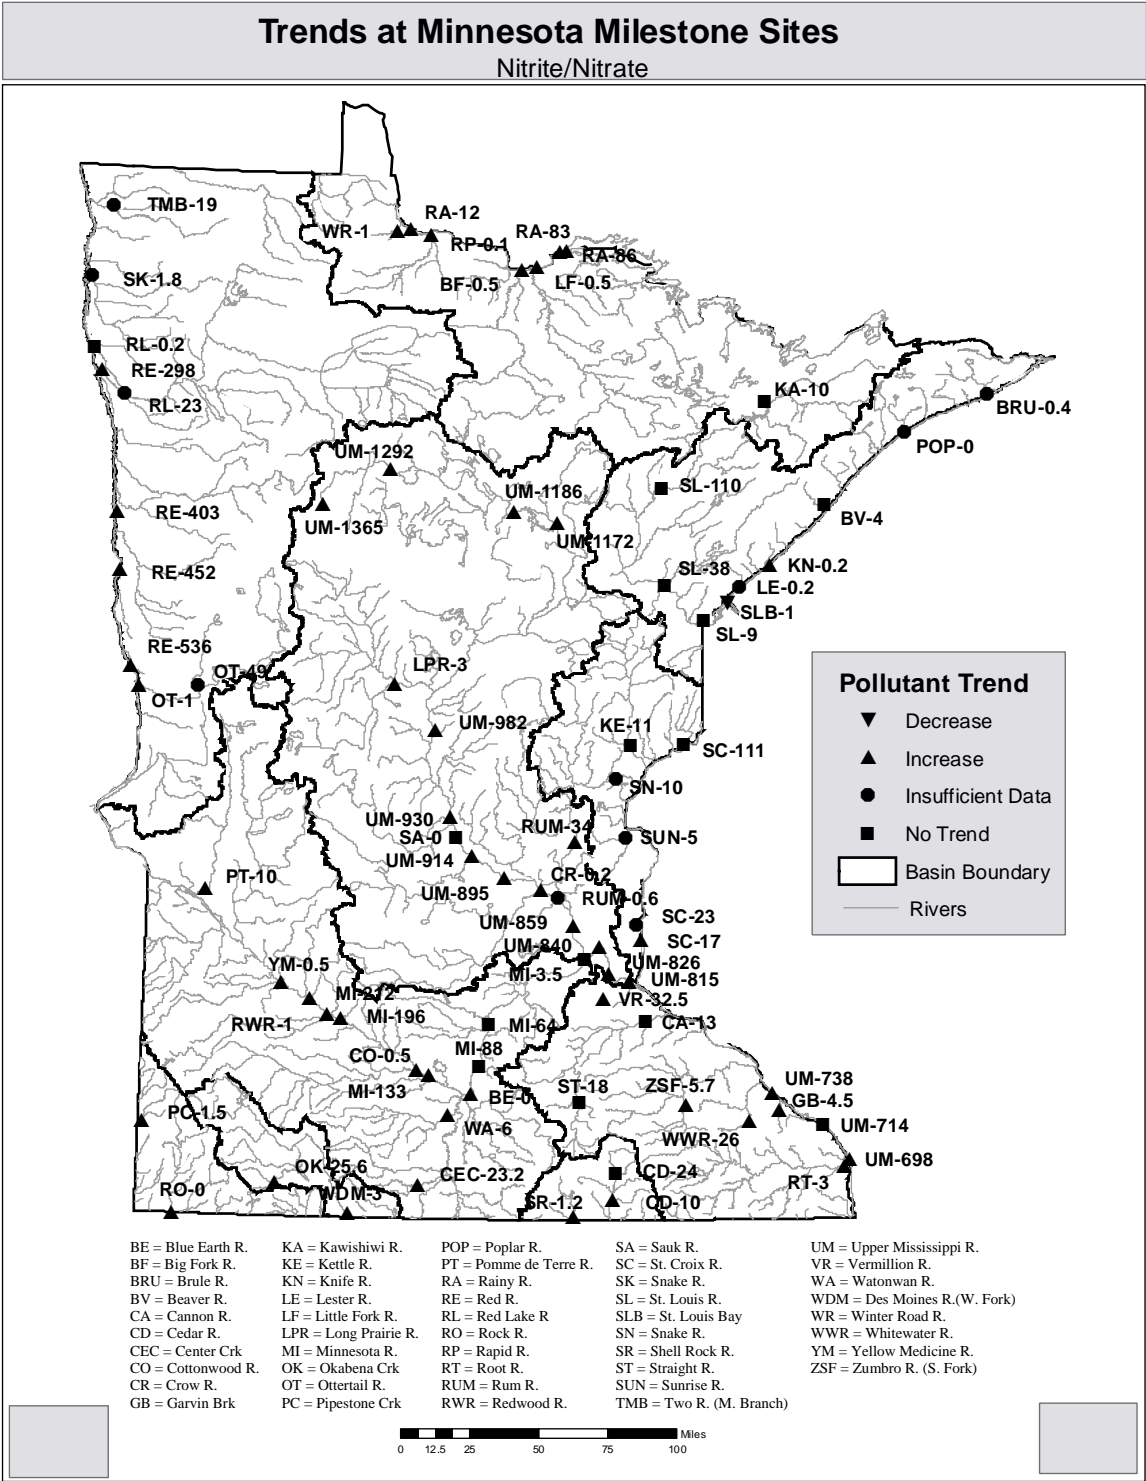 Trends at Minnesota Milestone Sites
Nitrite/Nitrate
TMB-19
RA-12
WR-1
RA-83
RP-0.1
RA-86
BF-0.5
LF-0.5
SK-1.8
RL-0.2
RE-298
RL-23
KA-10
BRU-0.4
POP-0
UM-1292
UM-1186
SL-110
UM-1365
RE-403
BV-4
UM-1172
RE-452
SL-38
KN-0.2
LE-0.2
SLB-1
SL-9
RE-536
OT-49
LPR-3
OT-1
UM-982
KE-11
SC-111
SN-10
UM-930
RUM-34
SA-0
SUN-5
UM-914
PT-10
CR-0.2
UM-895
RUM-0.6
UM-859
SC-23
UM-840
SC-17
YM-0.5
UM-826
MI-3.5
UM-815
MI-212
VR-32.5
RWR-1
MI-196
MI-64
CA-13
CO-0.5
MI-88
MI-133
BE-0
ST-18
ZSF-5.7
UM-738
GB-4.5
PC-1.5
WA-6
WWR-26
UM-714
UM-698
OK-25.6
CEC-23.2
CD-24
RT-3
RO-0
WDM-3
SR-1.2
CD-10
Pollutant Trend
Decrease
Increase
Insufficient Data
No Trend
Basin Boundary
Rivers
BE = Blue Earth R.
BF = Big Fork R.
BRU = Brule R.
BV = Beaver R.
CA = Cannon R.
CD = Cedar R.
CEC = Center Crk
CO = Cottonwood R.
CR = Crow R.
GB = Garvin Brk
KA = Kawishiwi R.
KE = Kettle R.
KN = Knife R.
LE = Lester R.
LF = Little Fork R.
LPR = Long Prairie R.
MI = Minnesota R.
OK = Okabena Crk
OT = Ottertail R.
PC = Pipestone Crk
POP = Poplar R.
PT = Pomme de Terre R.
RA = Rainy R.
RE = Red R.
RL = Red Lake R
RO = Rock R.
RP = Rapid R.
RT = Root R.
RUM = Rum R.
RWR = Redwood R.
SA = Sauk R.
SC = St. Croix R.
SK = Snake R.
SL = St. Louis R.
SLB = St. Louis Bay
SN = Snake R.
SR = Shell Rock R.
ST = Straight R.
SUN = Sunrise R.
TMB = Two R. (M. Branch)
UM = Upper Mississippi R.
VR = Vermillion R.
WA = Watonwan R.
WDM = Des Moines R.(W. Fork)
WR = Winter Road R.
WWR = Whitewater R.
YM = Yellow Medicine R.
ZSF = Zumbro R. (S. Fork)
Miles
0 12.5 25 50 75 100